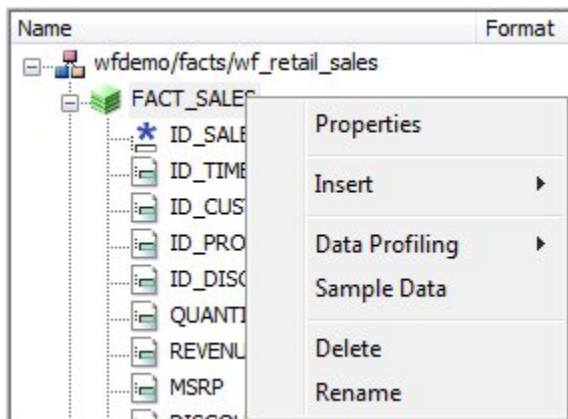 Name Format
wfdemo/facts/wf_retail_sales
FACT_SALES
Properties
ID_SALE
ID_TIME
Insert
ID_CUS
ID_PRO
Data Profiling
ID_DISC
Sample Data
QUANTI
REVENU
Delete
MSRP
Rename